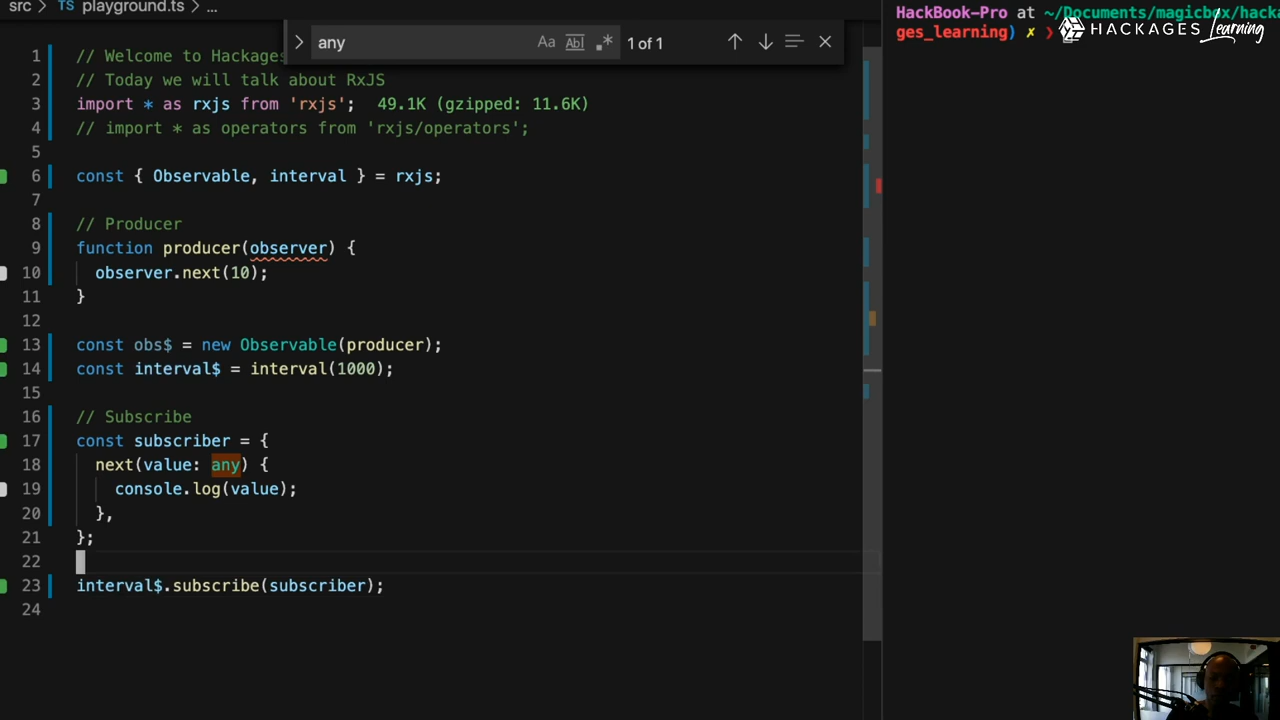 src > TS playground.ts > ...
any Aa Abl .* 1 of 1
1 // Welcome to Hackages
2 // Today we will talk about RxJS
3 import * as rxjs from 'rxjs'; 49.1K (gzipped: 11.6K)
4 // import * as operators from 'rxjs/operators';
5
6 const { Observable, interval } = rxjs;
7
8 // Producer
9 function producer(observer) {
10 observer.next(10);
11 }
12
13 const obs$ = new Observable(producer);
14 const interval$ = interval(1000);
15
16 // Subscribe
17 const subscriber = {
18 next(value: any) {
19 console.log(value);
20 },
21 };
22
23 interval$.subscribe(subscriber);
24
HackBook-Pro at ~/Documents/magicbox/hacka
ges_learning) ✗ ❯
HACKAGES Learning